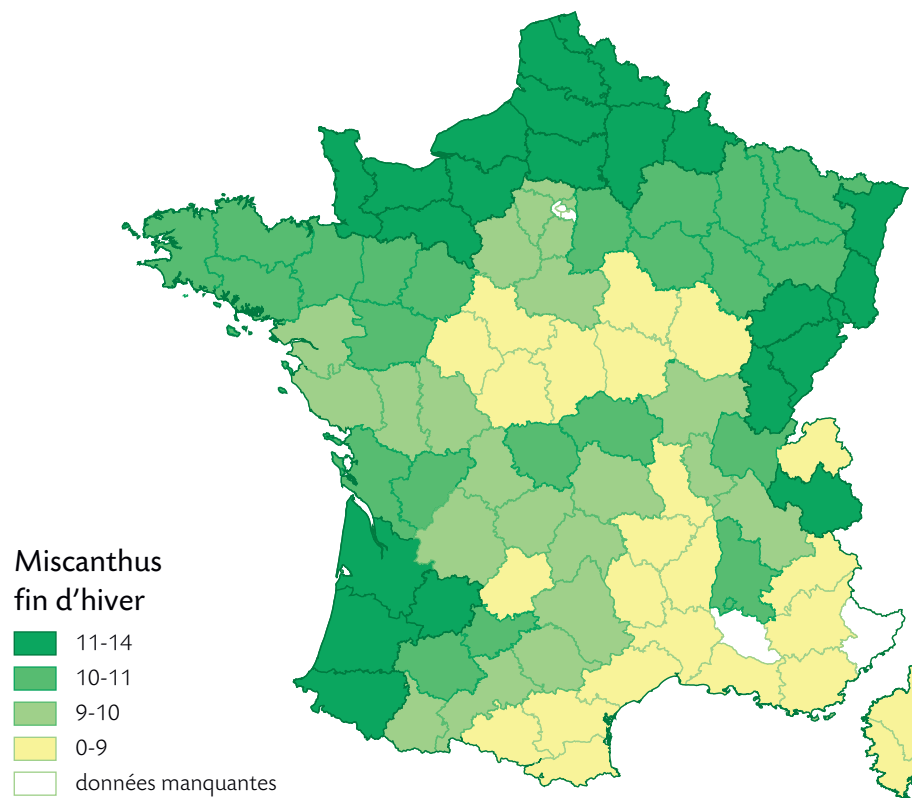 Miscanthus
fin d'hiver
11-14
10-11
9-10
0-9
données manquantes